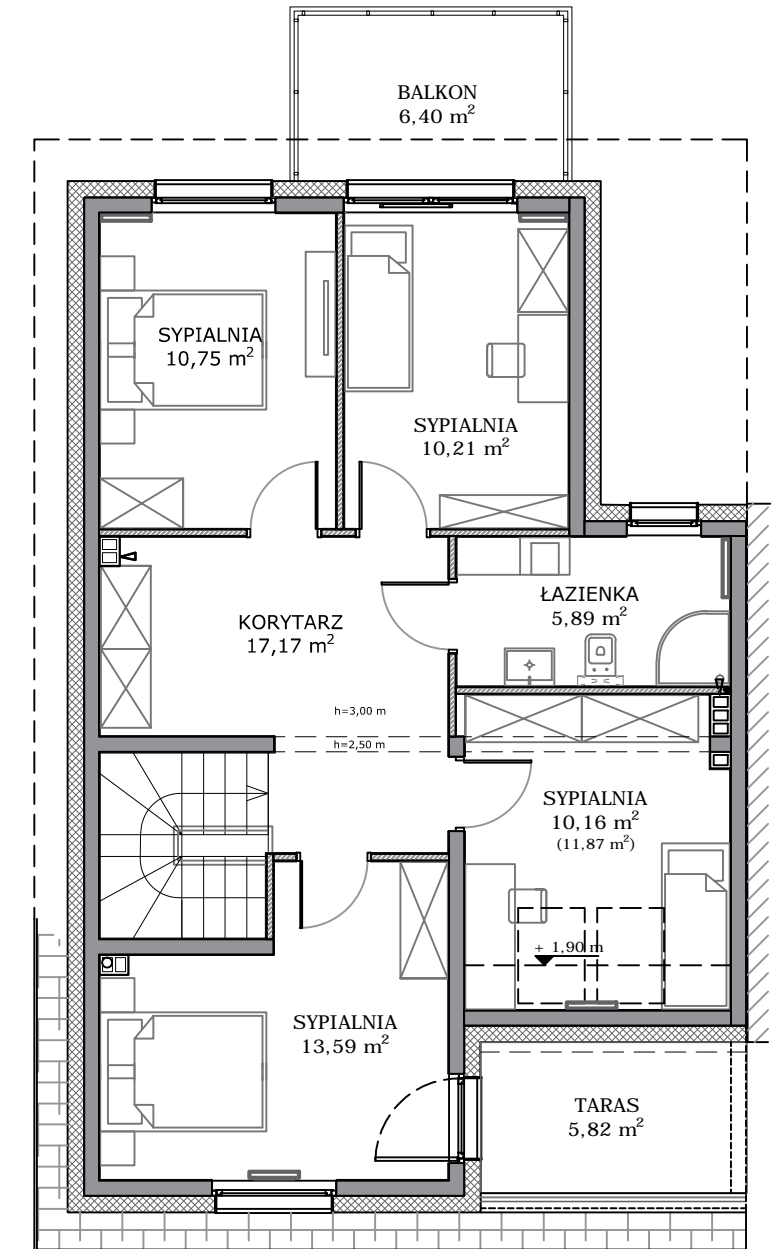 BALKON
6,40 m²
SYPIALNIA
10,75 m²
SYPIALNIA
10,21 m²
ŁAZIENKA
5,89 m²
KORYTARZ
17,17 m²
h=3,00 m
h=2,50 m
SYPIALNIA
10,16 m²
(11,87 m²)
+ 1,90 m
SYPIALNIA
13,59 m²
TARAS
5,82 m²